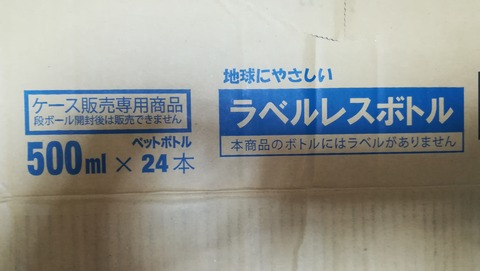 ケース販売専用商品
段ボール開封後は販売できません
ペットボトル
500ml × 24本
地球にやさしい
ラベルレスボトル
本商品のボトルにはラベルがありません